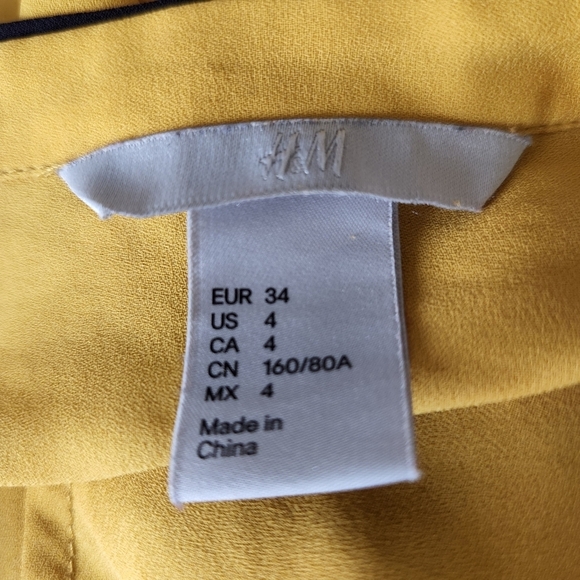 H&M
EUR 34
US 4
CA 4
CN 160/80A
MX 4
Made in
China